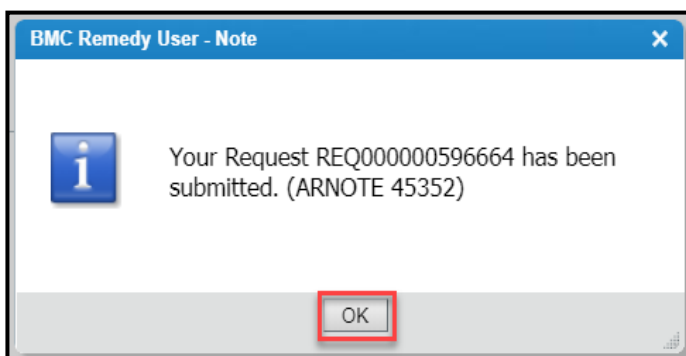 BMC Remedy User - Note
Your Request REQ000000596664 has been
submitted. (ARNOTE 45352)
OK